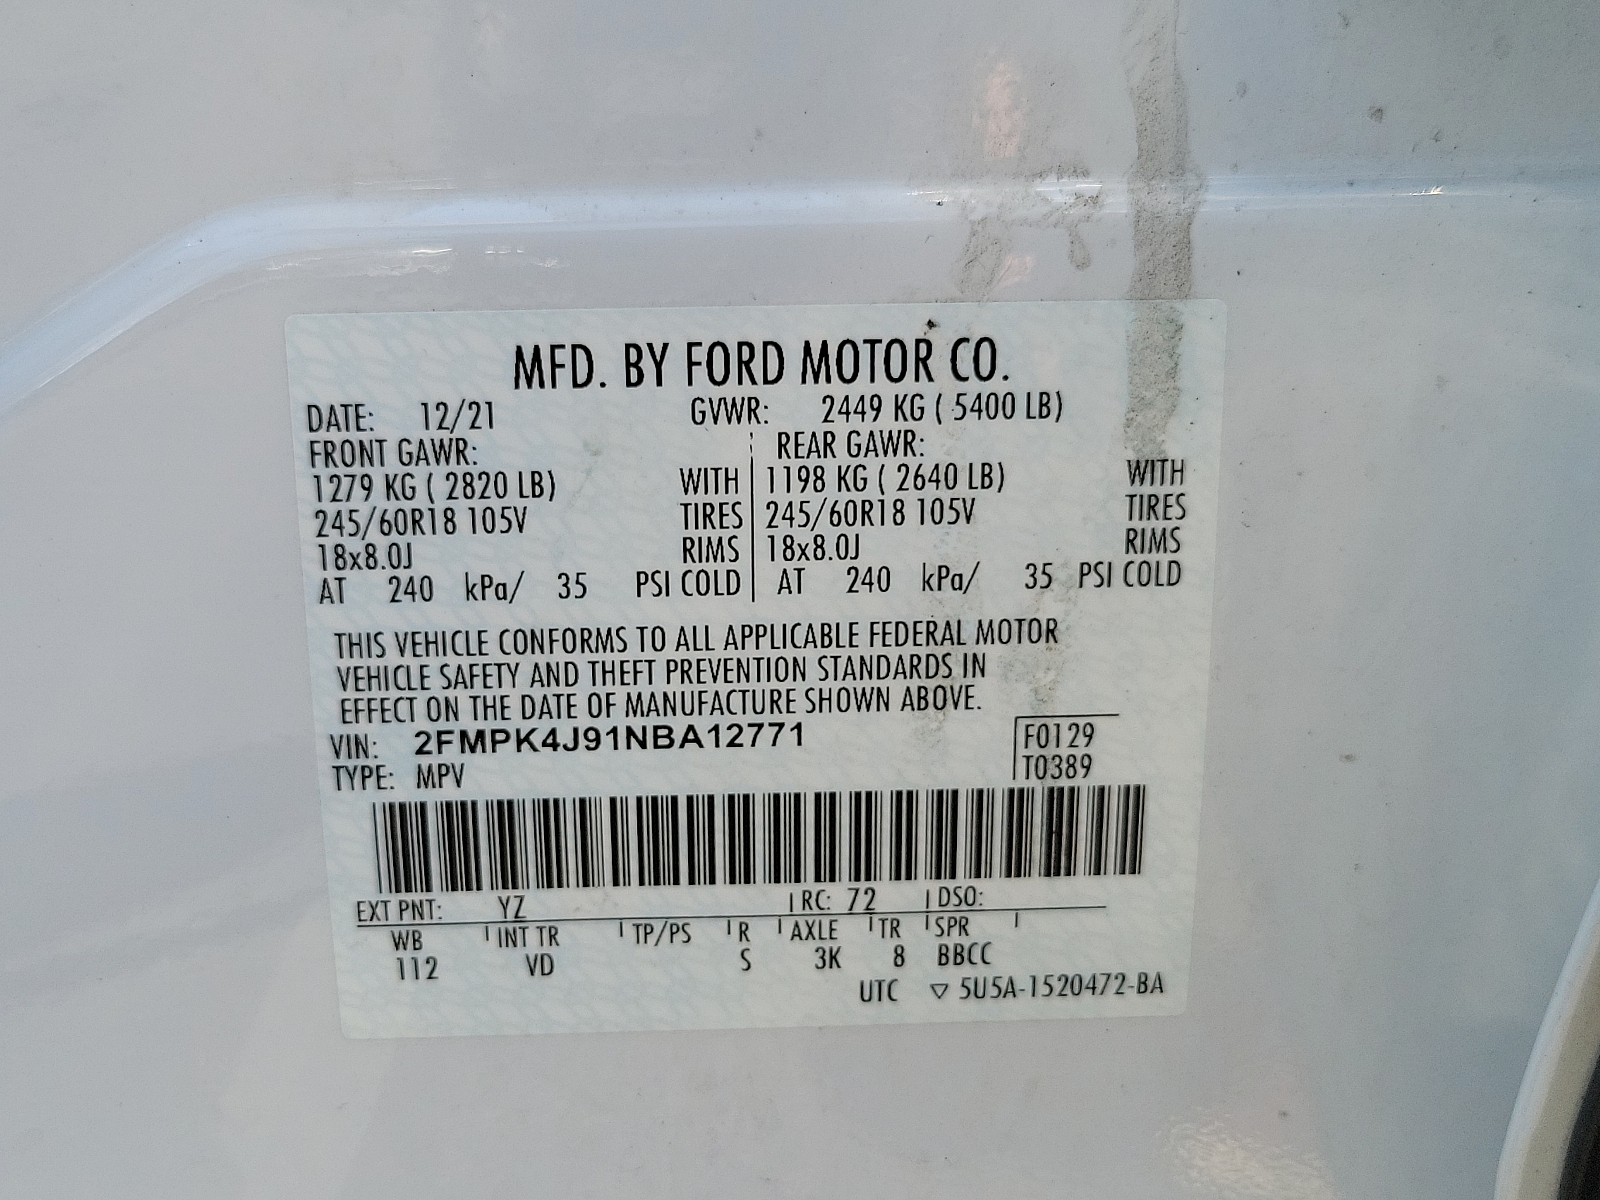 MFD. BY FORD MOTOR CO.
DATE: 12/21 GVWR: 2449 KG ( 5400 LB)
FRONT GAWR: REAR GAWR:
1279 KG ( 2820 LB) WITH 1198 KG ( 2640 LB) WITH
245/60R18 105V TIRES 245/60R18 105V TIRES
18x8.0J RIMS 18x8.0J RIMS
AT 240 kPa/ 35 PSI COLD AT 240 kPa/ 35 PSI COLD
THIS VEHICLE CONFORMS TO ALL APPLICABLE FEDERAL MOTOR
VEHICLE SAFETY AND THEFT PREVENTION STANDARDS IN
EFFECT ON THE DATE OF MANUFACTURE SHOWN ABOVE.
VIN: 2FMPK4J91NBA12771 F0129
TYPE: MPV T0389
EXT PNT: YZ RC: 72 DSO:
WB INT TR TP/PS R AXLE TR SPR
112 VD S 3K 8 BBCC
UTC ▽ 5U5A-1520472-BA